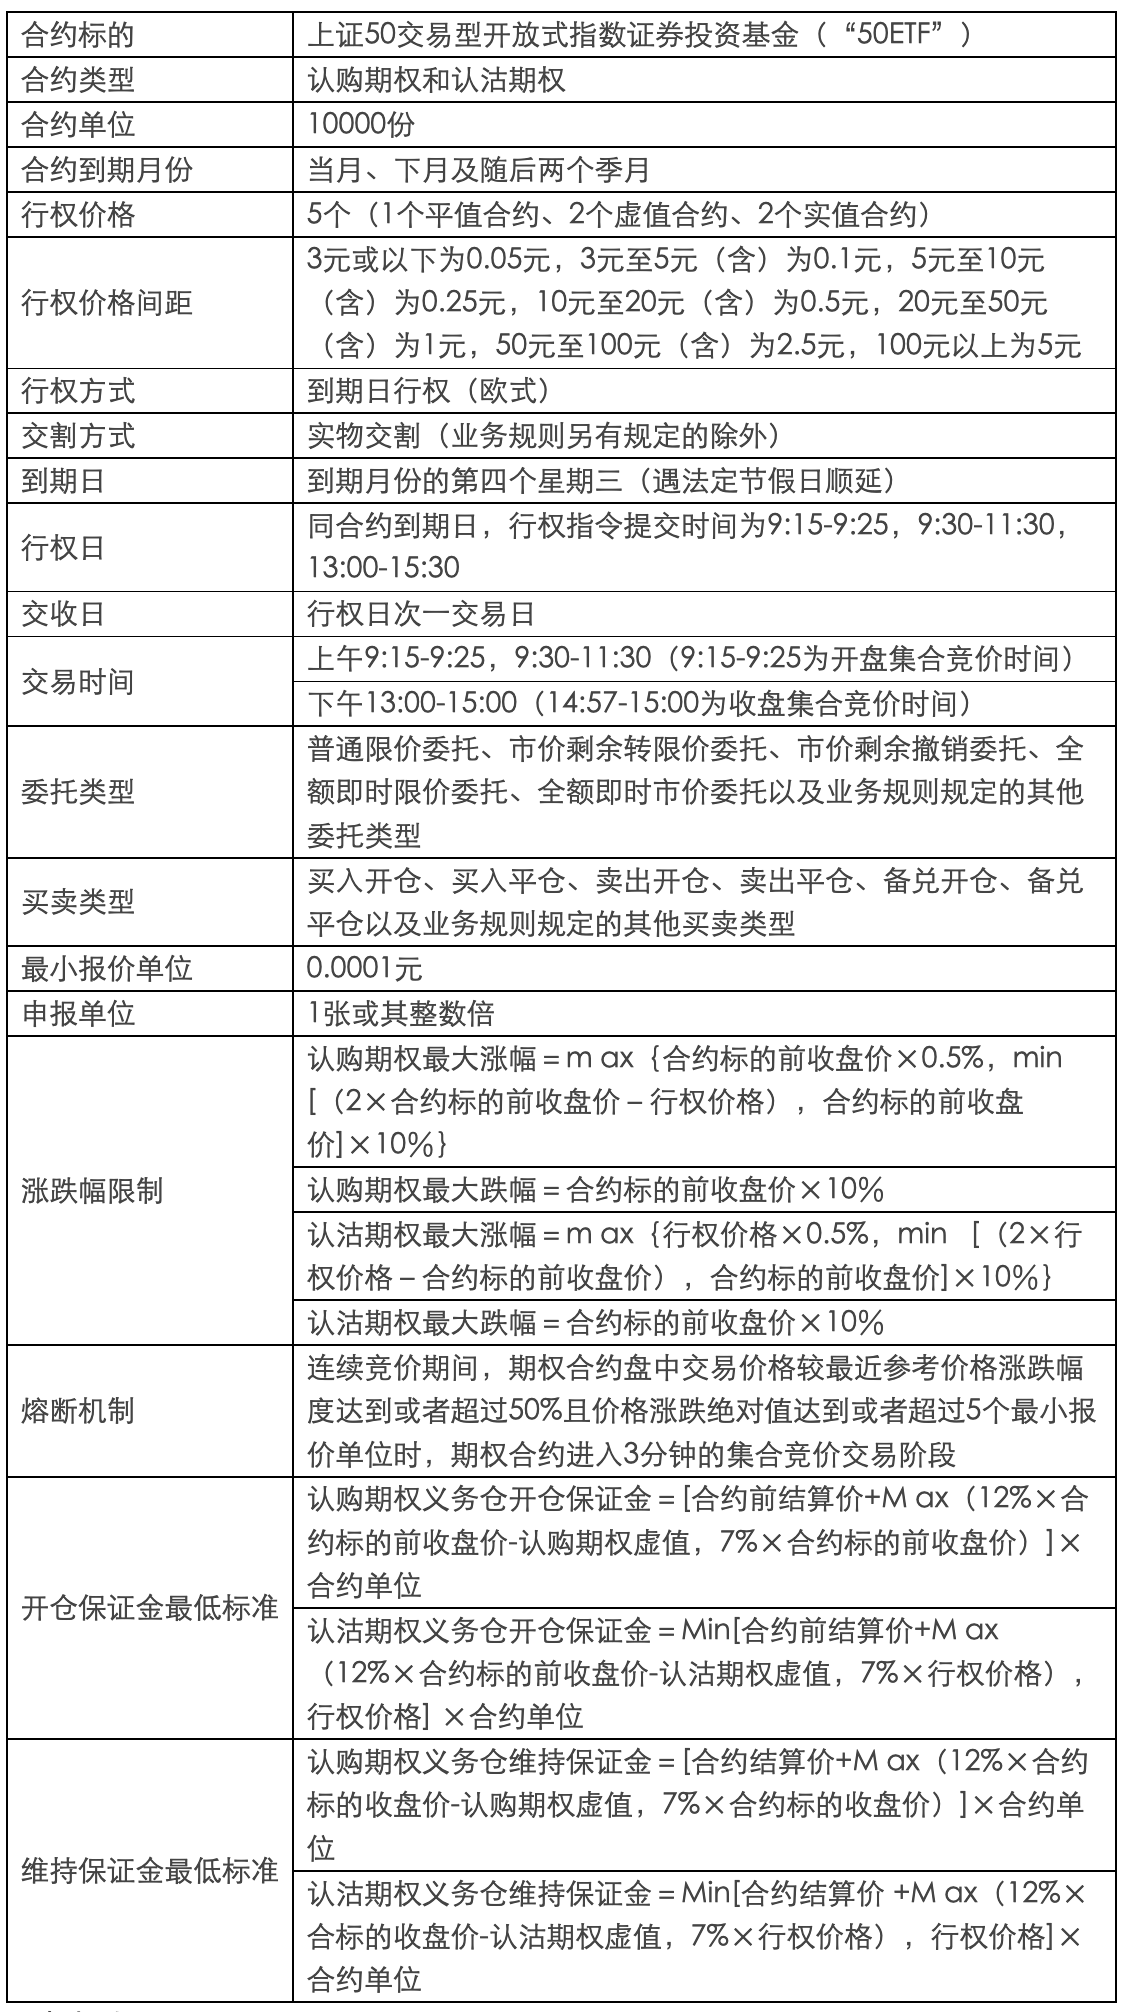 合约标的
上证50交易型开放式指数证券投资基金（“50ETF”）
合约类型
认购期权和认沽期权
合约单位
10000份
合约到期月份
当月、下月及随后两个季月
行权价格
5个（1个平值合约、2个虚值合约、2个实值合约）
行权价格间距
3元或以下为0.05元，3元至5元（含）为0.1元，5元至10元
（含）为0.25元，10元至20元（含）为0.5元，20元至50元
（含）为1元，50元至100元（含）为2.5元，100元以上为5元
行权方式
到期日行权（欧式）
交割方式
实物交割（业务规则另有规定的除外）
到期日
到期月份的第四个星期三（遇法定节假日顺延）
行权日
同合约到期日，行权指令提交时间为9:15-9:25，9:30-11:30，
13:00-15:30
交收日
行权日次一交易日
交易时间
上午9:15-9:25，9:30-11:30（9:15-9:25为开盘集合竞价时间）
下午13:00-15:00（14:57-15:00为收盘集合竞价时间）
委托类型
普通限价委托、市价剩余转限价委托、市价剩余撤销委托、全
额即时限价委托、全额即时市价委托以及业务规则规定的其他
委托类型
买卖类型
买入开仓、买入平仓、卖出开仓、卖出平仓、备兑开仓、备兑
平仓以及业务规则规定的其他买卖类型
最小报价单位
0.0001元
申报单位
1张或其整数倍
涨跌幅限制
认购期权最大涨幅＝m ax｛合约标的前收盘价×0.5%，min
[（2×合约标的前收盘价－行权价格），合约标的前收盘
价]×10％｝
认购期权最大跌幅＝合约标的前收盘价×10％
认沽期权最大涨幅＝m ax｛行权价格×0.5%，min [（2×行
权价格－合约标的前收盘价），合约标的前收盘价]×10％｝
认沽期权最大跌幅＝合约标的前收盘价×10％
熔断机制
连续竞价期间，期权合约盘中交易价格较最近参考价格涨跌幅
度达到或者超过50%且价格涨跌绝对值达到或者超过5个最小报
价单位时，期权合约进入3分钟的集合竞价交易阶段
开仓保证金最低标准
认购期权义务仓开仓保证金＝[合约前结算价+M ax（12%×合
约标的前收盘价-认购期权虚值，7%×合约标的前收盘价）]×
合约单位
认沽期权义务仓开仓保证金＝Min[合约前结算价+M ax
（12%×合约标的前收盘价-认沽期权虚值，7%×行权价格），
行权价格] ×合约单位
维持保证金最低标准
认购期权义务仓维持保证金＝[合约结算价+M ax（12%×合约
标的收盘价-认购期权虚值，7%×合约标的收盘价）]×合约单
位
认沽期权义务仓维持保证金＝Min[合约结算价 +M ax（12%×
合标的收盘价-认沽期权虚值，7%×行权价格），行权价格]×
合约单位